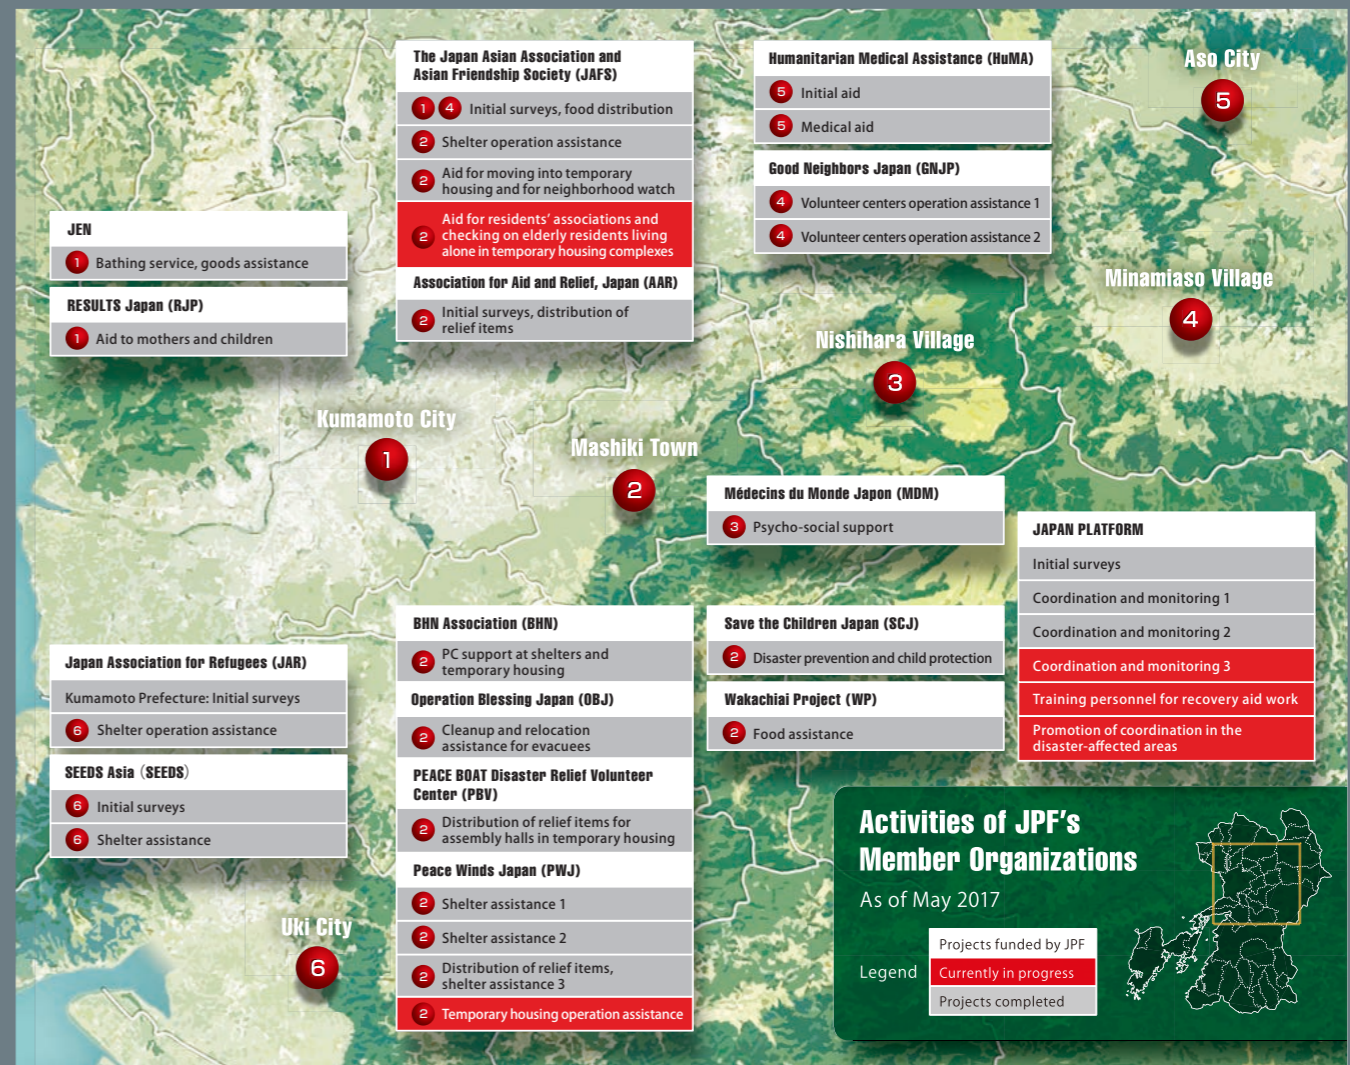 The Japan Asian Association and
Asian Friendship Society (JAFS)
1 4 Initial surveys, food distribution
2 Shelter operation assistance
2 Aid for moving into temporary
housing and for neighborhood watch
2 Aid for residents' associations and
checking on elderly residents living
alone in temporary housing complexes
Association for Aid and Relief, Japan (AAR)
2 Initial surveys, distribution of
relief items
Humanitarian Medical Assistance (HuMA)
5 Initial aid
5 Medical aid
Good Neighbors Japan (GNJP)
4 Volunteer centers operation assistance 1
4 Volunteer centers operation assistance 2
Aso City
5
JEN
1 Bathing service, goods assistance
RESULTS Japan (RJP)
1 Aid to mothers and children
Minamiaso Village
4
Nishihara Village
3
Kumamoto City
1
Mashiki Town
2
Médecins du Monde Japon (MDM)
3 Psycho-social support
JAPAN PLATFORM
Initial surveys
Coordination and monitoring 1
Coordination and monitoring 2
Coordination and monitoring 3
Training personnel for recovery aid work
Promotion of coordination in the
disaster-affected areas
Japan Association for Refugees (JAR)
Kumamoto Prefecture: Initial surveys
6 Shelter operation assistance
SEEDS Asia (SEEDS)
6 Initial surveys
6 Shelter assistance
BHN Association (BHN)
2 PC support at shelters and
temporary housing
Operation Blessing Japan (OBJ)
2 Cleanup and relocation
assistance for evacuees
PEACE BOAT Disaster Relief Volunteer
Center (PBV)
2 Distribution of relief items for
assembly halls in temporary housing
Peace Winds Japan (PWJ)
2 Shelter assistance 1
2 Shelter assistance 2
2 Distribution of relief items,
shelter assistance 3
2 Temporary housing operation assistance
Save the Children Japan (SCJ)
2 Disaster prevention and child protection
Wakachiai Project (WP)
2 Food assistance
Uki City
6
Activities of JPF's
Member Organizations
As of May 2017
Legend
Projects funded by JPF
Currently in progress
Projects completed